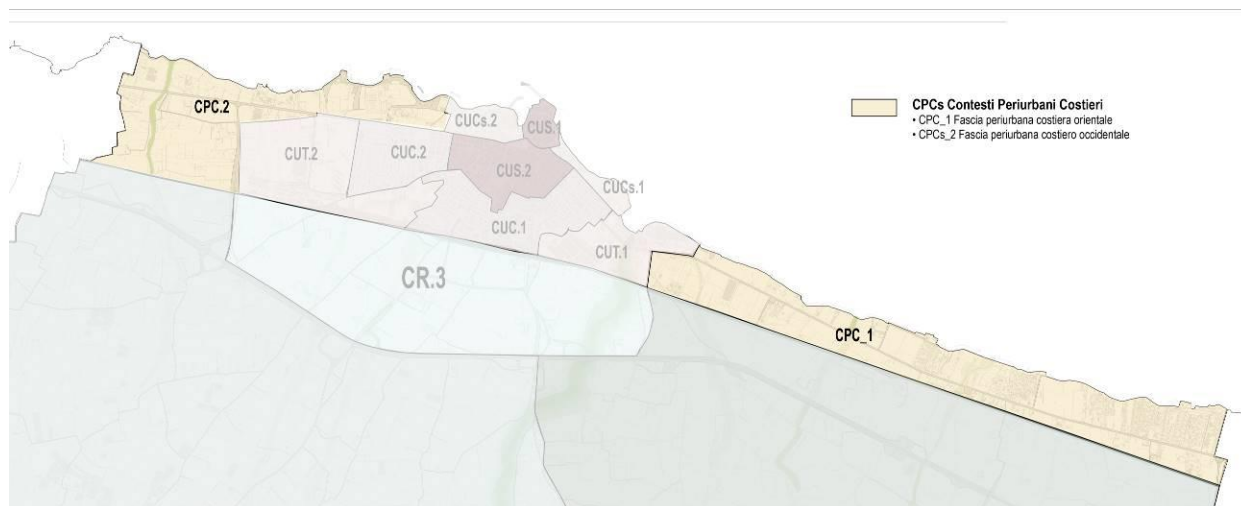 CPCs Contesti Periurbani Costieri
• CPC_1 Fascia periurbana costiera orientale
• CPCs_2 Fascia periurbana costiero occidentale
CPC.2
CUCs.2
CUS.1
CUT.2
CUC.2
CUS.2
CUCs.1
CUC.1
CUT.1
CR.3
CPC_1